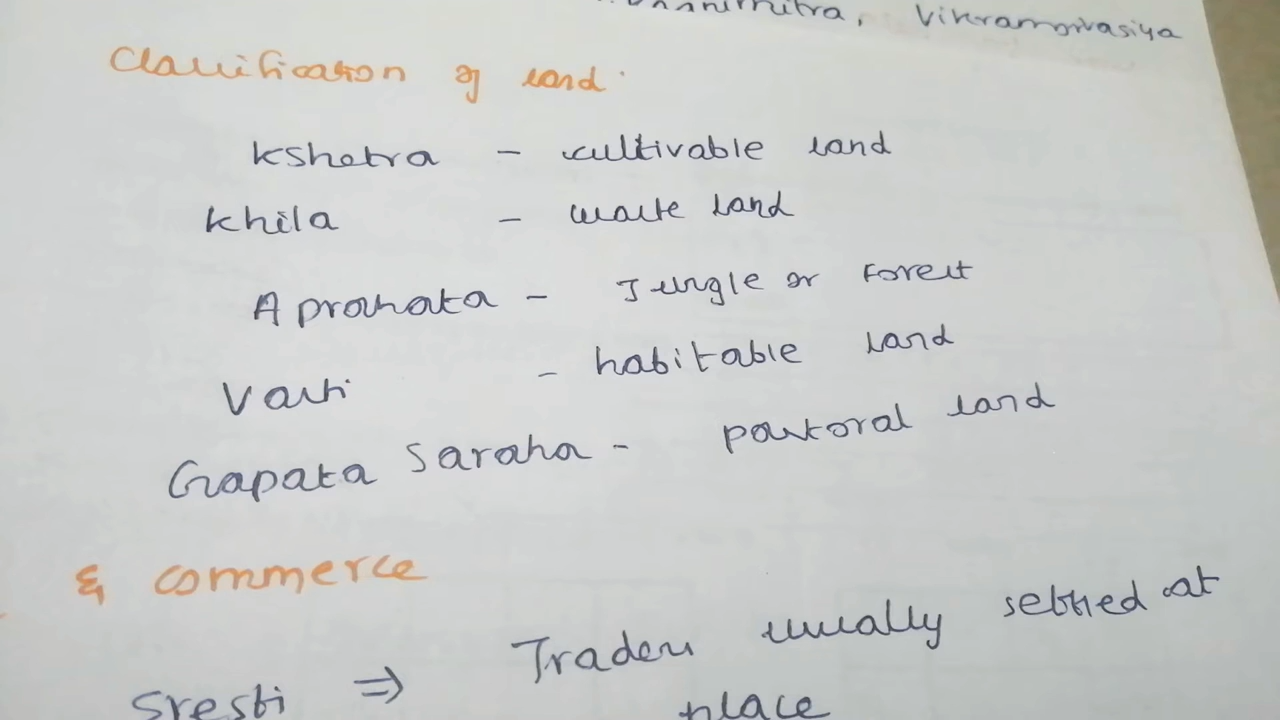 Vikramorvasiya
Classification of land
Kshetra - cultivable land
Khila - waste land
Aprahata - Jungle or Forest
Vasti - habitable land
Gapata Saraha - pastoral land
& commerce
Sresti ⇒ Traders usually settled at
place